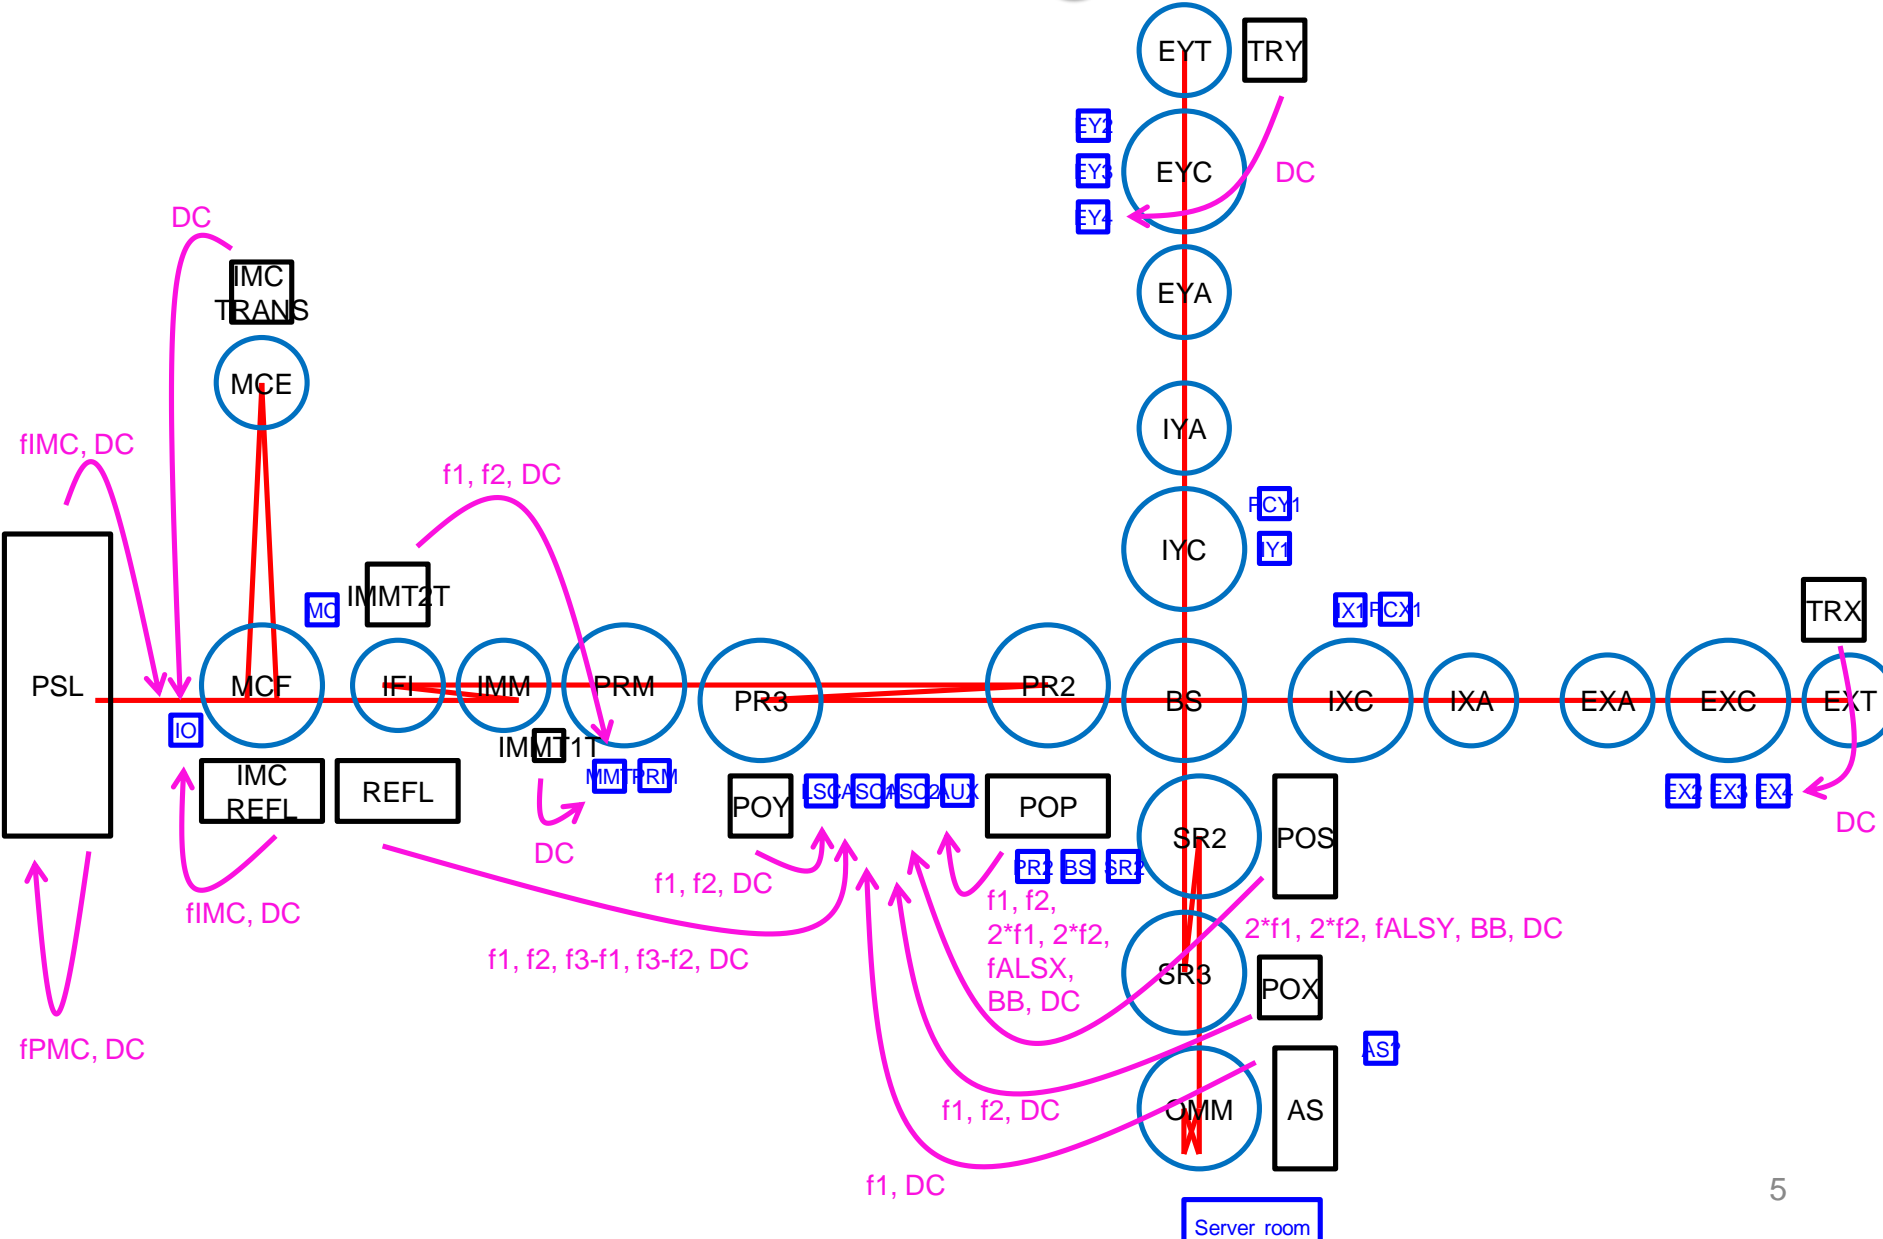 EYT
TRY
EY2
EY3
EYC
DC
EY4
DC
IMC
TRANS
EYA
MCE
IYA
fIMC, DC
f1, f2, DC
PCY1
IYC
IY1
IMMT2T
MC
IX1
PCX1
TRX
PSL
MCF
IFI
IMM
PRM
PR3
PR2
BS
IXC
IXA
EXA
EXC
EXT
IO
IMMT1T
IMC
REFL
REFL
MMT
PRM
POY
LSC
ASC1
ASC2
AUX
POP
EX2
EX3
EX4
DC
SR2
POS
DC
PR2
BS
SR2
f1, f2, DC
fIMC, DC
f1, f2,
2*f1, 2*f2,
fALSX,
BB, DC
2*f1, 2*f2, fALSY, BB, DC
f1, f2, f3-f1, f3-f2, DC
SR3
POX
fPMC, DC
AS?
f1, f2, DC
OMM
AS
f1, DC
5
Server room